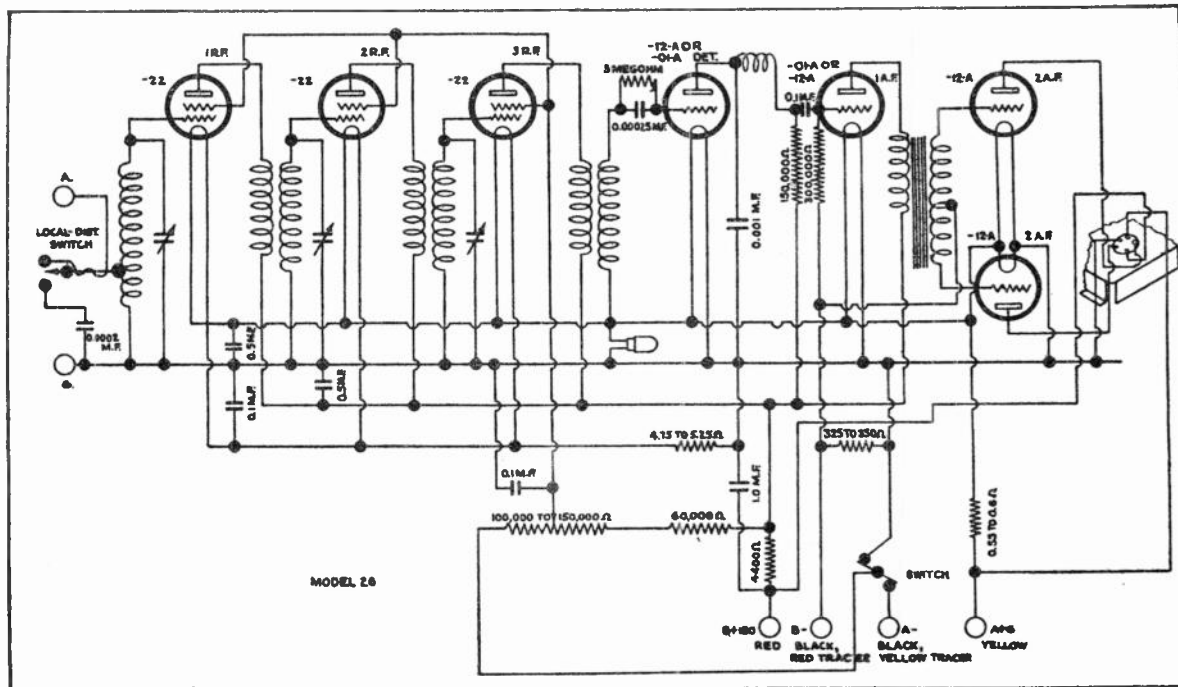 1 R.F.
2 R.F.
3 R.F.
-22
-22
-22
-12-A OR
-01-A DET.
3 MEGOHM
0.00025 M.F.
-01-A OR
-12-A
1 A.F.
0.1 M.F.
150,000 Ω
300,000 Ω
-12-A
2 A.F.
-12-A
2 A.F.
A.
LOCAL-DIST.
SWITCH
0.0002
M.F.
G.
0.5 M.F.
0.1 M.F.
0.5 M.F.
0.001 M.F.
4.75 TO 5.25 Ω
325 TO 350 Ω
0.1 M.F.
1.0 M.F.
100,000 TO 150,000 Ω
60,000 Ω
4400 Ω
0.55 TO 0.6 Ω
MODEL 26
SWITCH
B+180
RED
B-
BLACK,
RED TRACER
A-
BLACK,
YELLOW TRACER
YELLOW